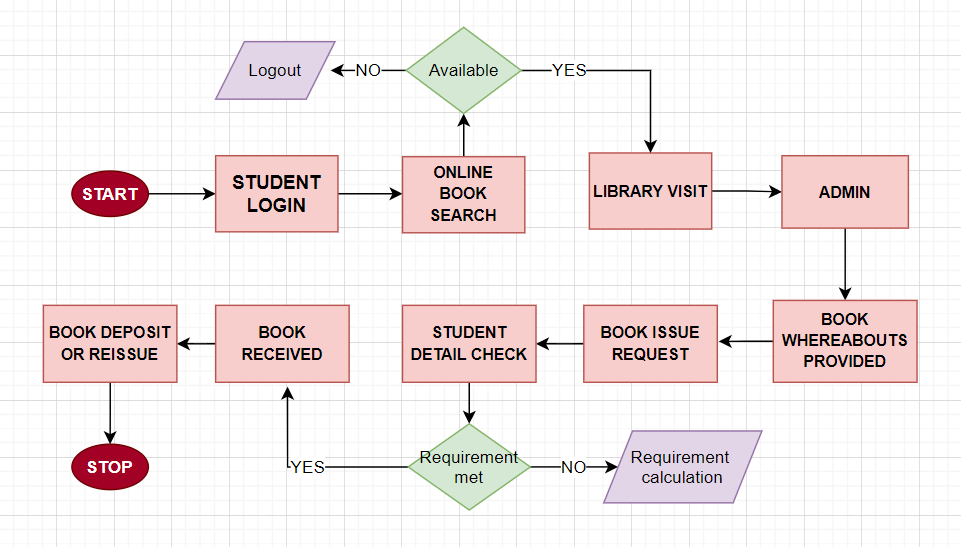 Logout
NO
Available
YES
START
STUDENT
LOGIN
ONLINE
BOOK
SEARCH
LIBRARY VISIT
ADMIN
BOOK DEPOSIT
OR REISSUE
BOOK
RECEIVED
STUDENT
DETAIL CHECK
BOOK ISSUE
REQUEST
BOOK
WHEREABOUTS
PROVIDED
STOP
YES
Requirement
met
NO
Requirement
calculation